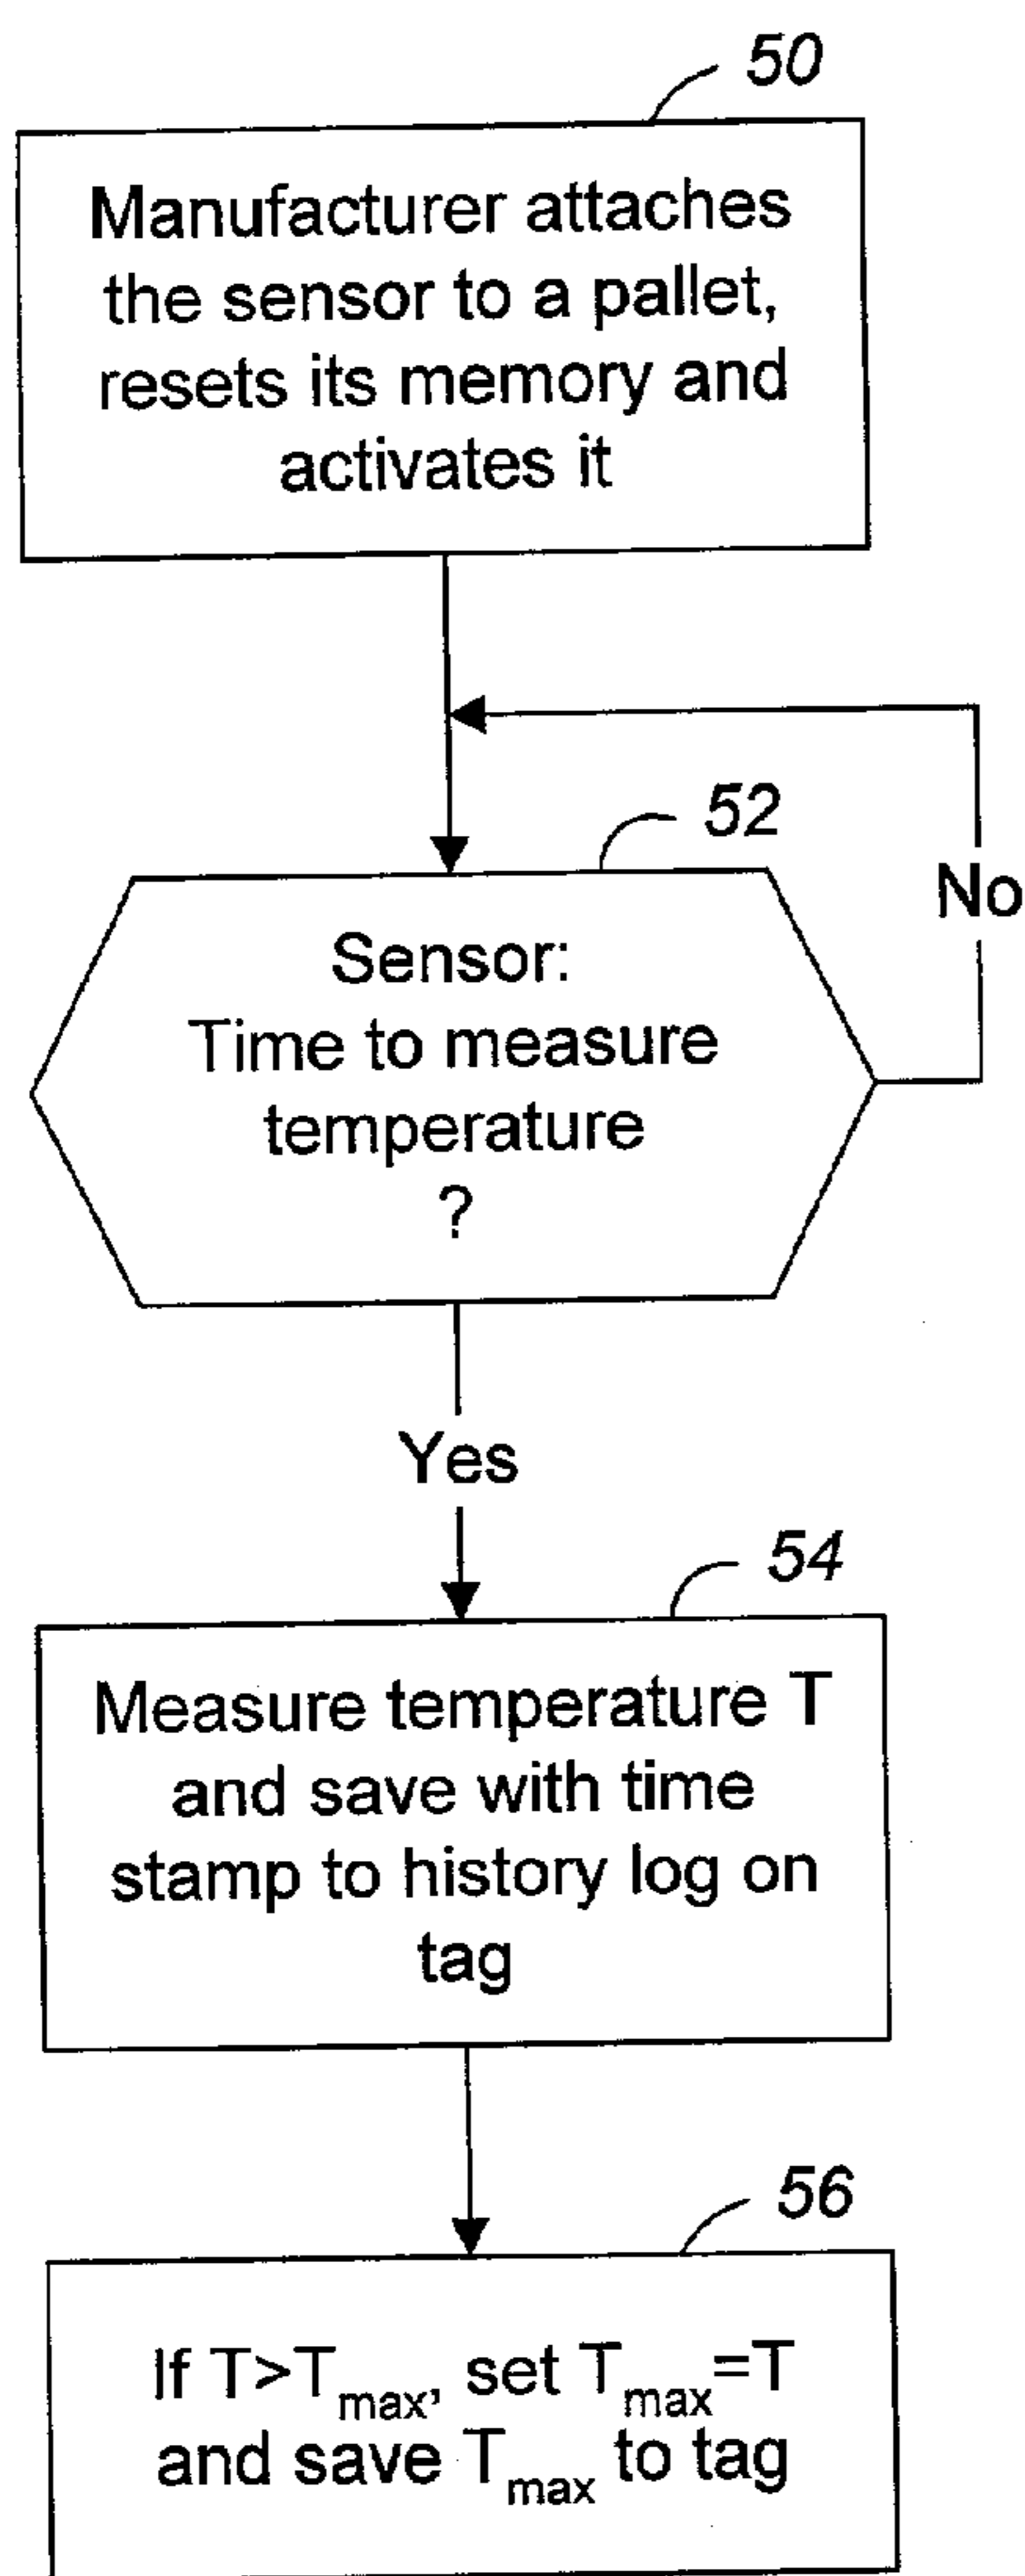 50
Manufacturer attaches
the sensor to a pallet,
resets its memory and
activates it
52
No
Sensor:
Time to measure
temperature
?
Yes
54
Measure temperature T
and save with time
stamp to history log on
tag
56
If T>Tmax, set Tmax=T
and save Tmax to tag